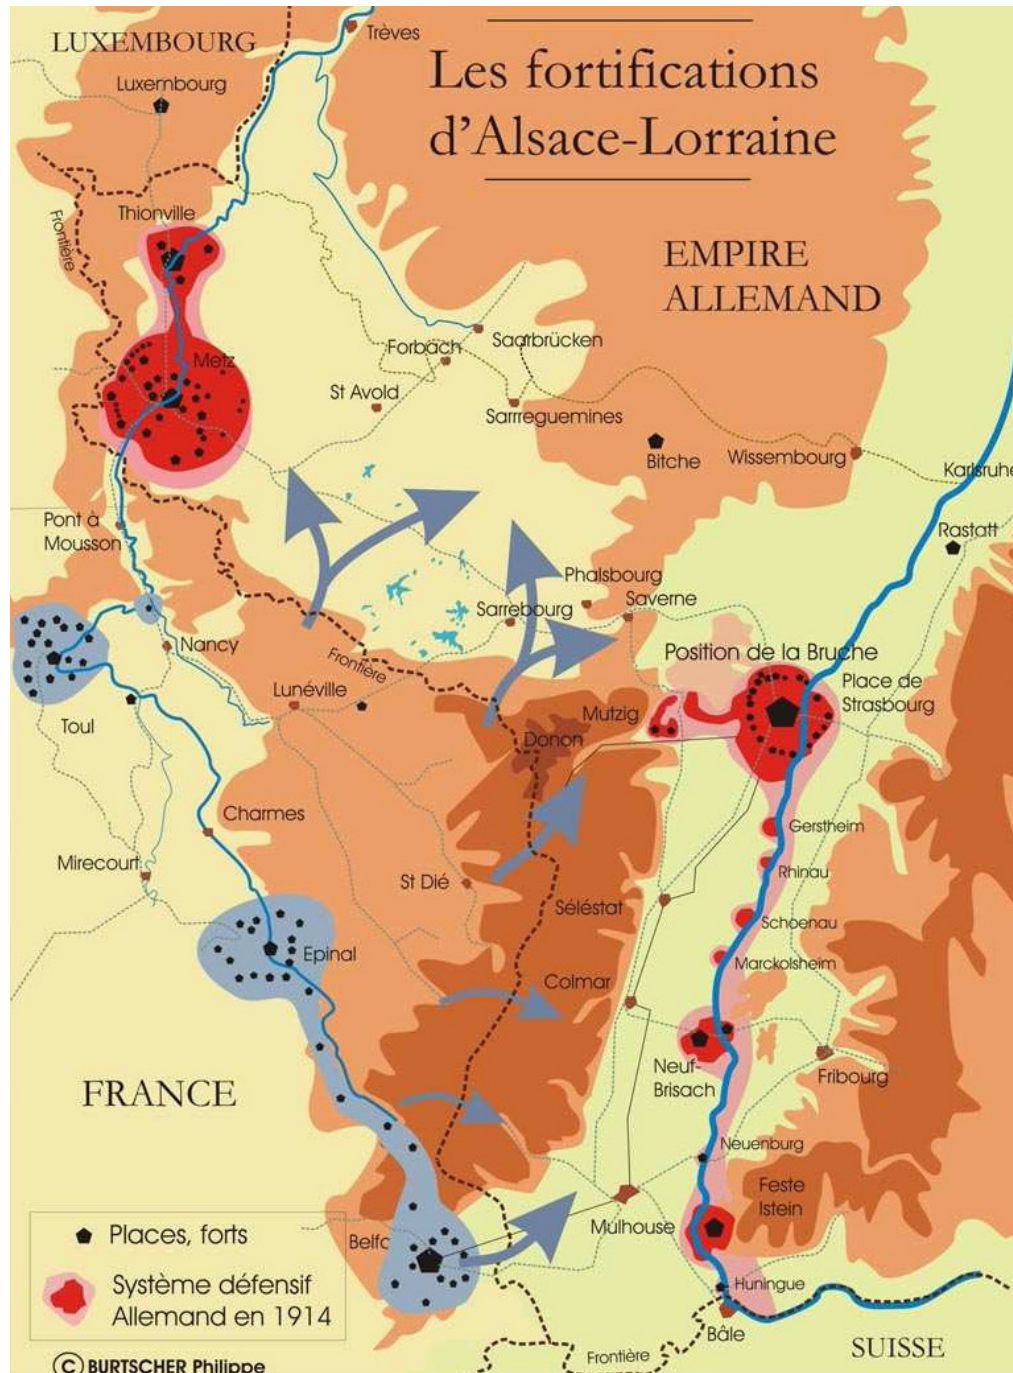 LUXEMBOURG
Trèves
Les fortifications
d'Alsace-Lorraine
Luxembourg
Thionville
Frontière
EMPIRE
ALLEMAND
Metz
Forbach
Saarbrücken
St Avold
Sarrreguemines
Bitche
Wissembourg
Karlsruhe
Pont à
Mousson
Rastatt
Phalsbourg
Sarrebourg
Saverne
Nancy
Frontière
Position de la Bruche
Lunéville
Place de
Strasbourg
Toul
Mutzig
Donon
Charmes
Gerstheim
Mirecourt
Rhinau
St Dié
Séléstat
Schoenau
Epinal
Marckolsheim
Colmar
FRANCE
Neuf-
Brisach
Fribourg
Neuenburg
Feste
Istein
Places, forts
Belfc
Mulhouse
Système défensif
Allemand en 1914
Huningue
Bâle
Frontière
SUISSE
© BURTSCHER Philippe